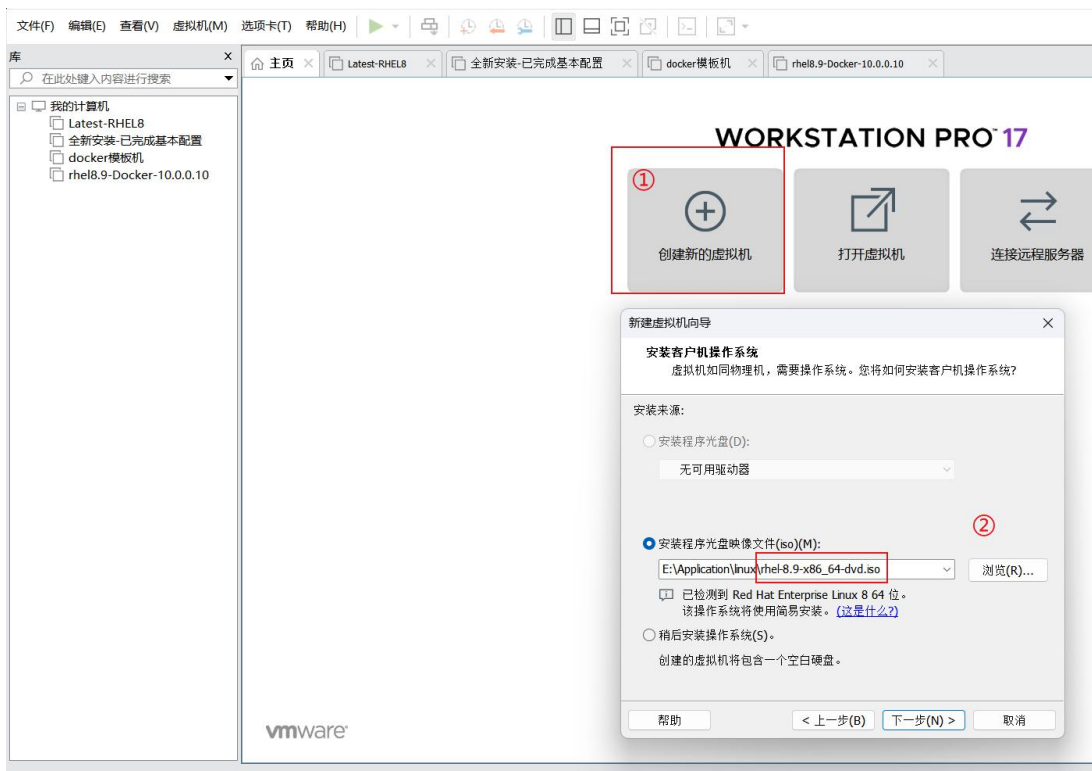 文件(F) 编辑(E) 查看(V) 虚拟机(M) 选项卡(T) 帮助(H)
库 x
在此处键入内容进行搜索
我的计算机
Latest-RHEL8
全新安装-已完成基本配置
docker模板机
rhel8.9-Docker-10.0.0.10
主页 Latest-RHEL8 全新安装-已完成基本配置 docker模板机 rhel8.9-Docker-10.0.0.10
WORKSTATION PRO™ 17
①
创建新的虚拟机 打开虚拟机 连接远程服务器
新建虚拟机向导
安装客户机操作系统
虚拟机如同物理机，需要操作系统。您将如何安装客户机操作系统?
安装来源:
安装程序光盘(D):
无可用驱动器
②
安装程序光盘映像文件(iso)(M):
E:\Application\linux\rhel-8.9-x86_64-dvd.iso 浏览(R)...
已检测到 Red Hat Enterprise Linux 8 64 位。
该操作系统将使用简易安装。(这是什么?)
稍后安装操作系统(S)。
创建的虚拟机将包含一个空白硬盘。
帮助 < 上一步(B) 下一步(N) > 取消
vmware